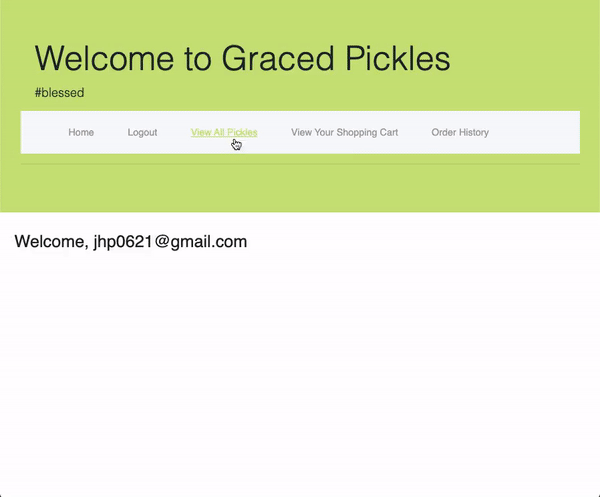 Welcome to Graced Pickles
#blessed
Home Logout View All Pickles View Your Shopping Cart Order History
Welcome, jhp0621@gmail.com